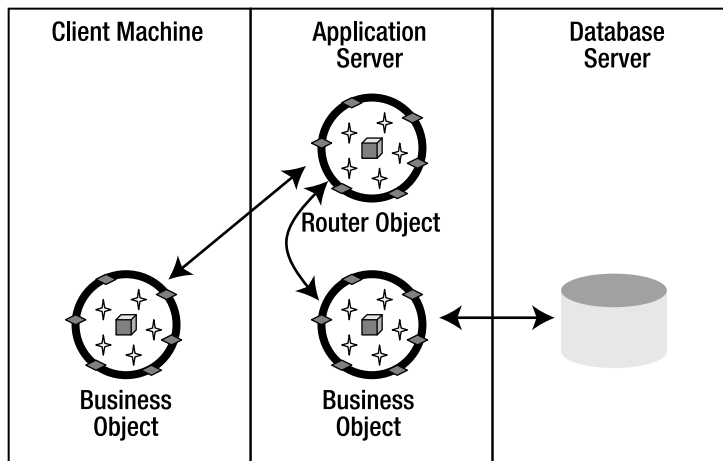 Client Machine
Application
Server
Database
Server
Router Object
Business
Object
Business
Object